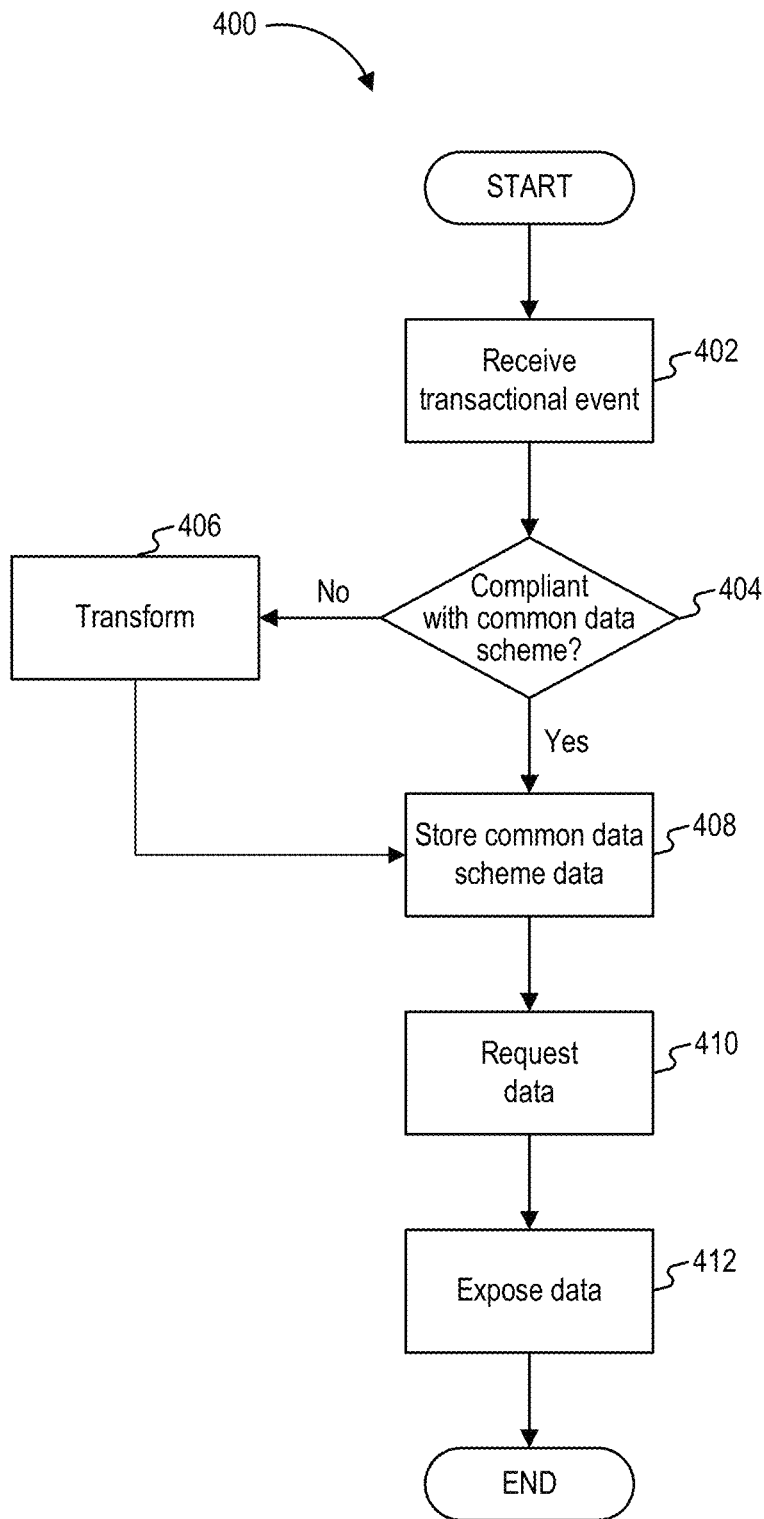 400
START
Receive
transactional event
402
406
Transform
No
Compliant
with common data
scheme?
404
Yes
Store common data
scheme data
408
Request
data
410
Expose data
412
END